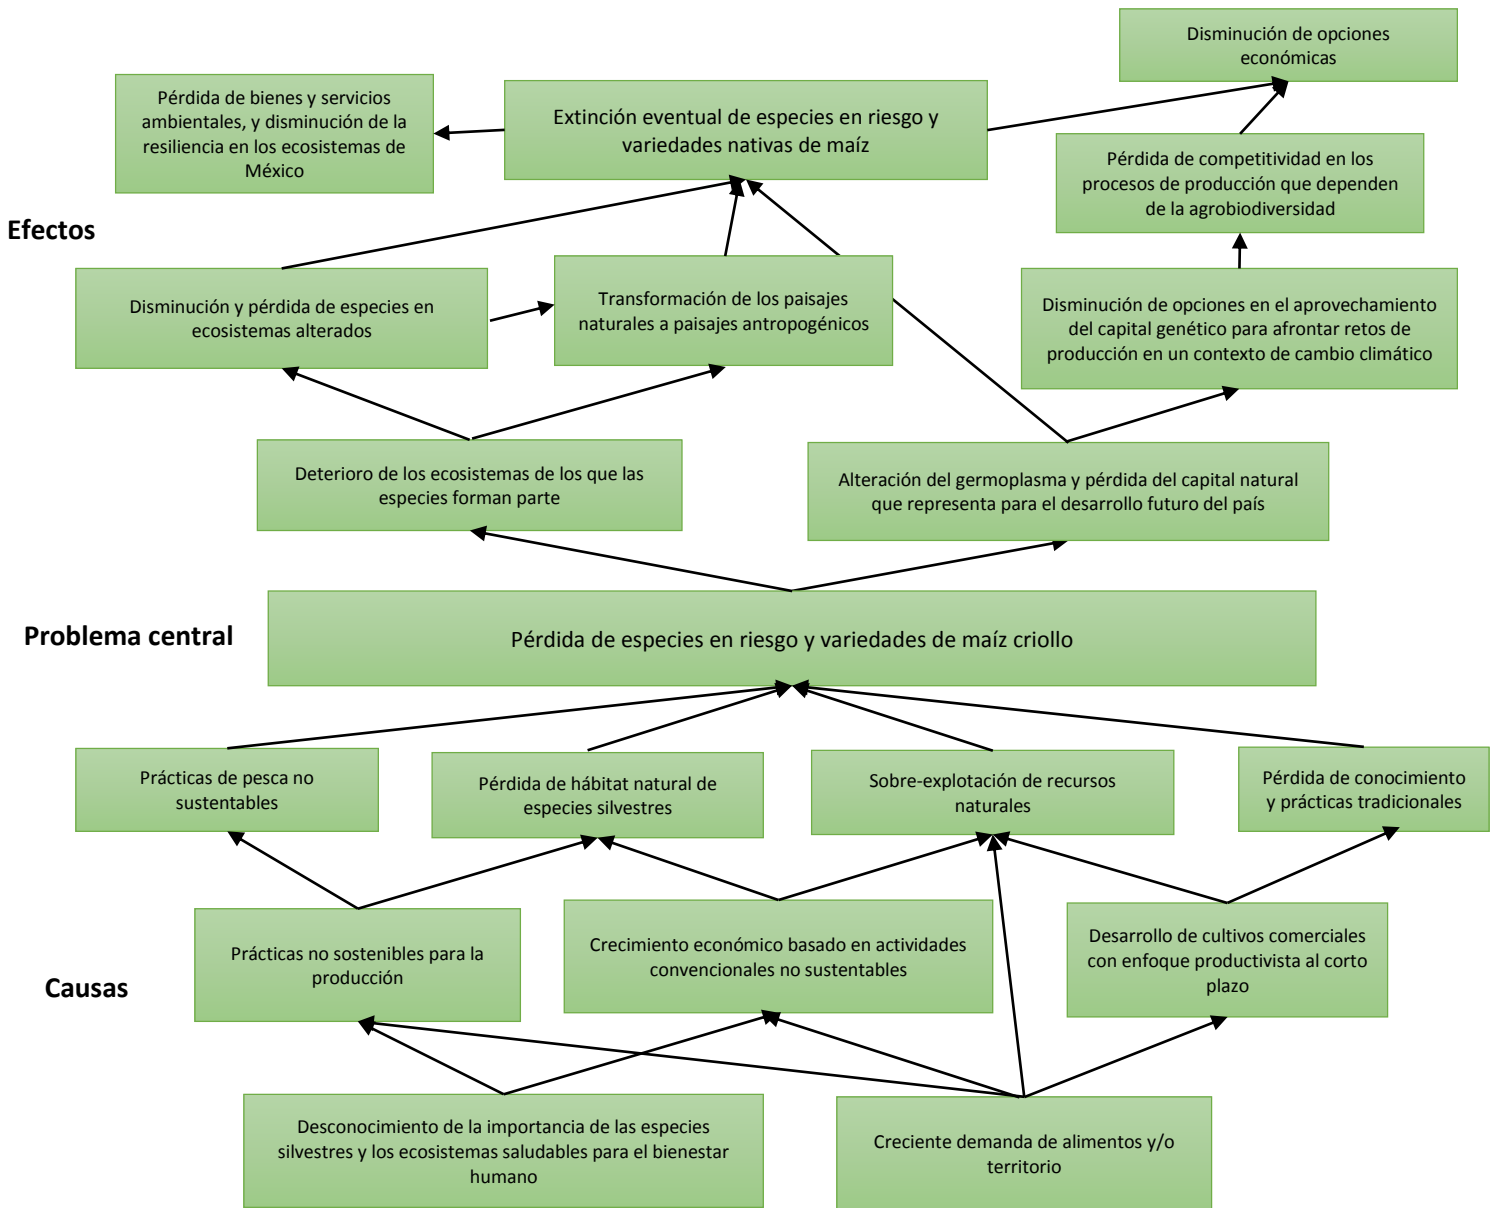 Disminución de opciones
económicas
Pérdida de bienes y servicios
ambientales, y disminución de la
resiliencia en los ecosistemas de
México
Extinción eventual de especies en riesgo y
variedades nativas de maíz
Pérdida de competitividad en los
procesos de producción que dependen
de la agrobiodiversidad
Efectos
Disminución y pérdida de especies en
ecosistemas alterados
Transformación de los paisajes
naturales a paisajes antropogénicos
Disminución de opciones en el aprovechamiento
del capital genético para afrontar retos de
producción en un contexto de cambio climático
Deterioro de los ecosistemas de los que las
especies forman parte
Alteración del germoplasma y pérdida del capital natural
que representa para el desarrollo futuro del país
Problema central
Pérdida de especies en riesgo y variedades de maíz criollo
Prácticas de pesca no
sustentables
Pérdida de hábitat natural de
especies silvestres
Sobre-explotación de recursos
naturales
Pérdida de conocimiento
y prácticas tradicionales
Prácticas no sostenibles para la
producción
Crecimiento económico basado en actividades
convencionales no sustentables
Desarrollo de cultivos comerciales
con enfoque productivista al corto
plazo
Causas
Desconocimiento de la importancia de las especies
silvestres y los ecosistemas saludables para el bienestar
humano
Creciente demanda de alimentos y/o
territorio